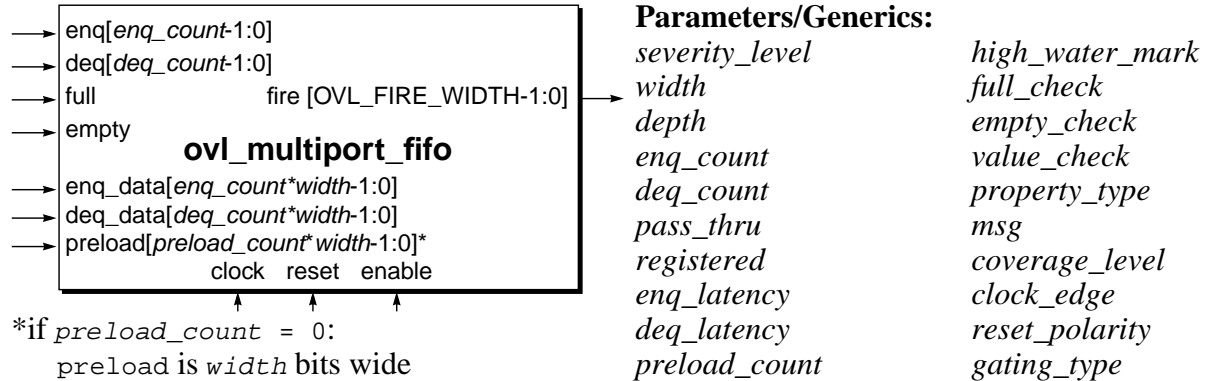 enq[enq_count-1:0]
deq[deq_count-1:0]
full fire [OVL_FIRE_WIDTH-1:0]
empty
ovl_multiport_fifo
enq_data[enq_count*width-1:0]
deq_data[deq_count*width-1:0]
preload[preload_count*width-1:0]*
clock reset enable
*if preload_count = 0:
preload is width bits wide
Parameters/Generics:
severity_level high_water_mark
width full_check
depth empty_check
enq_count value_check
deq_count property_type
pass_thru msg
registered coverage_level
enq_latency clock_edge
deq_latency reset_polarity
preload_count gating_type